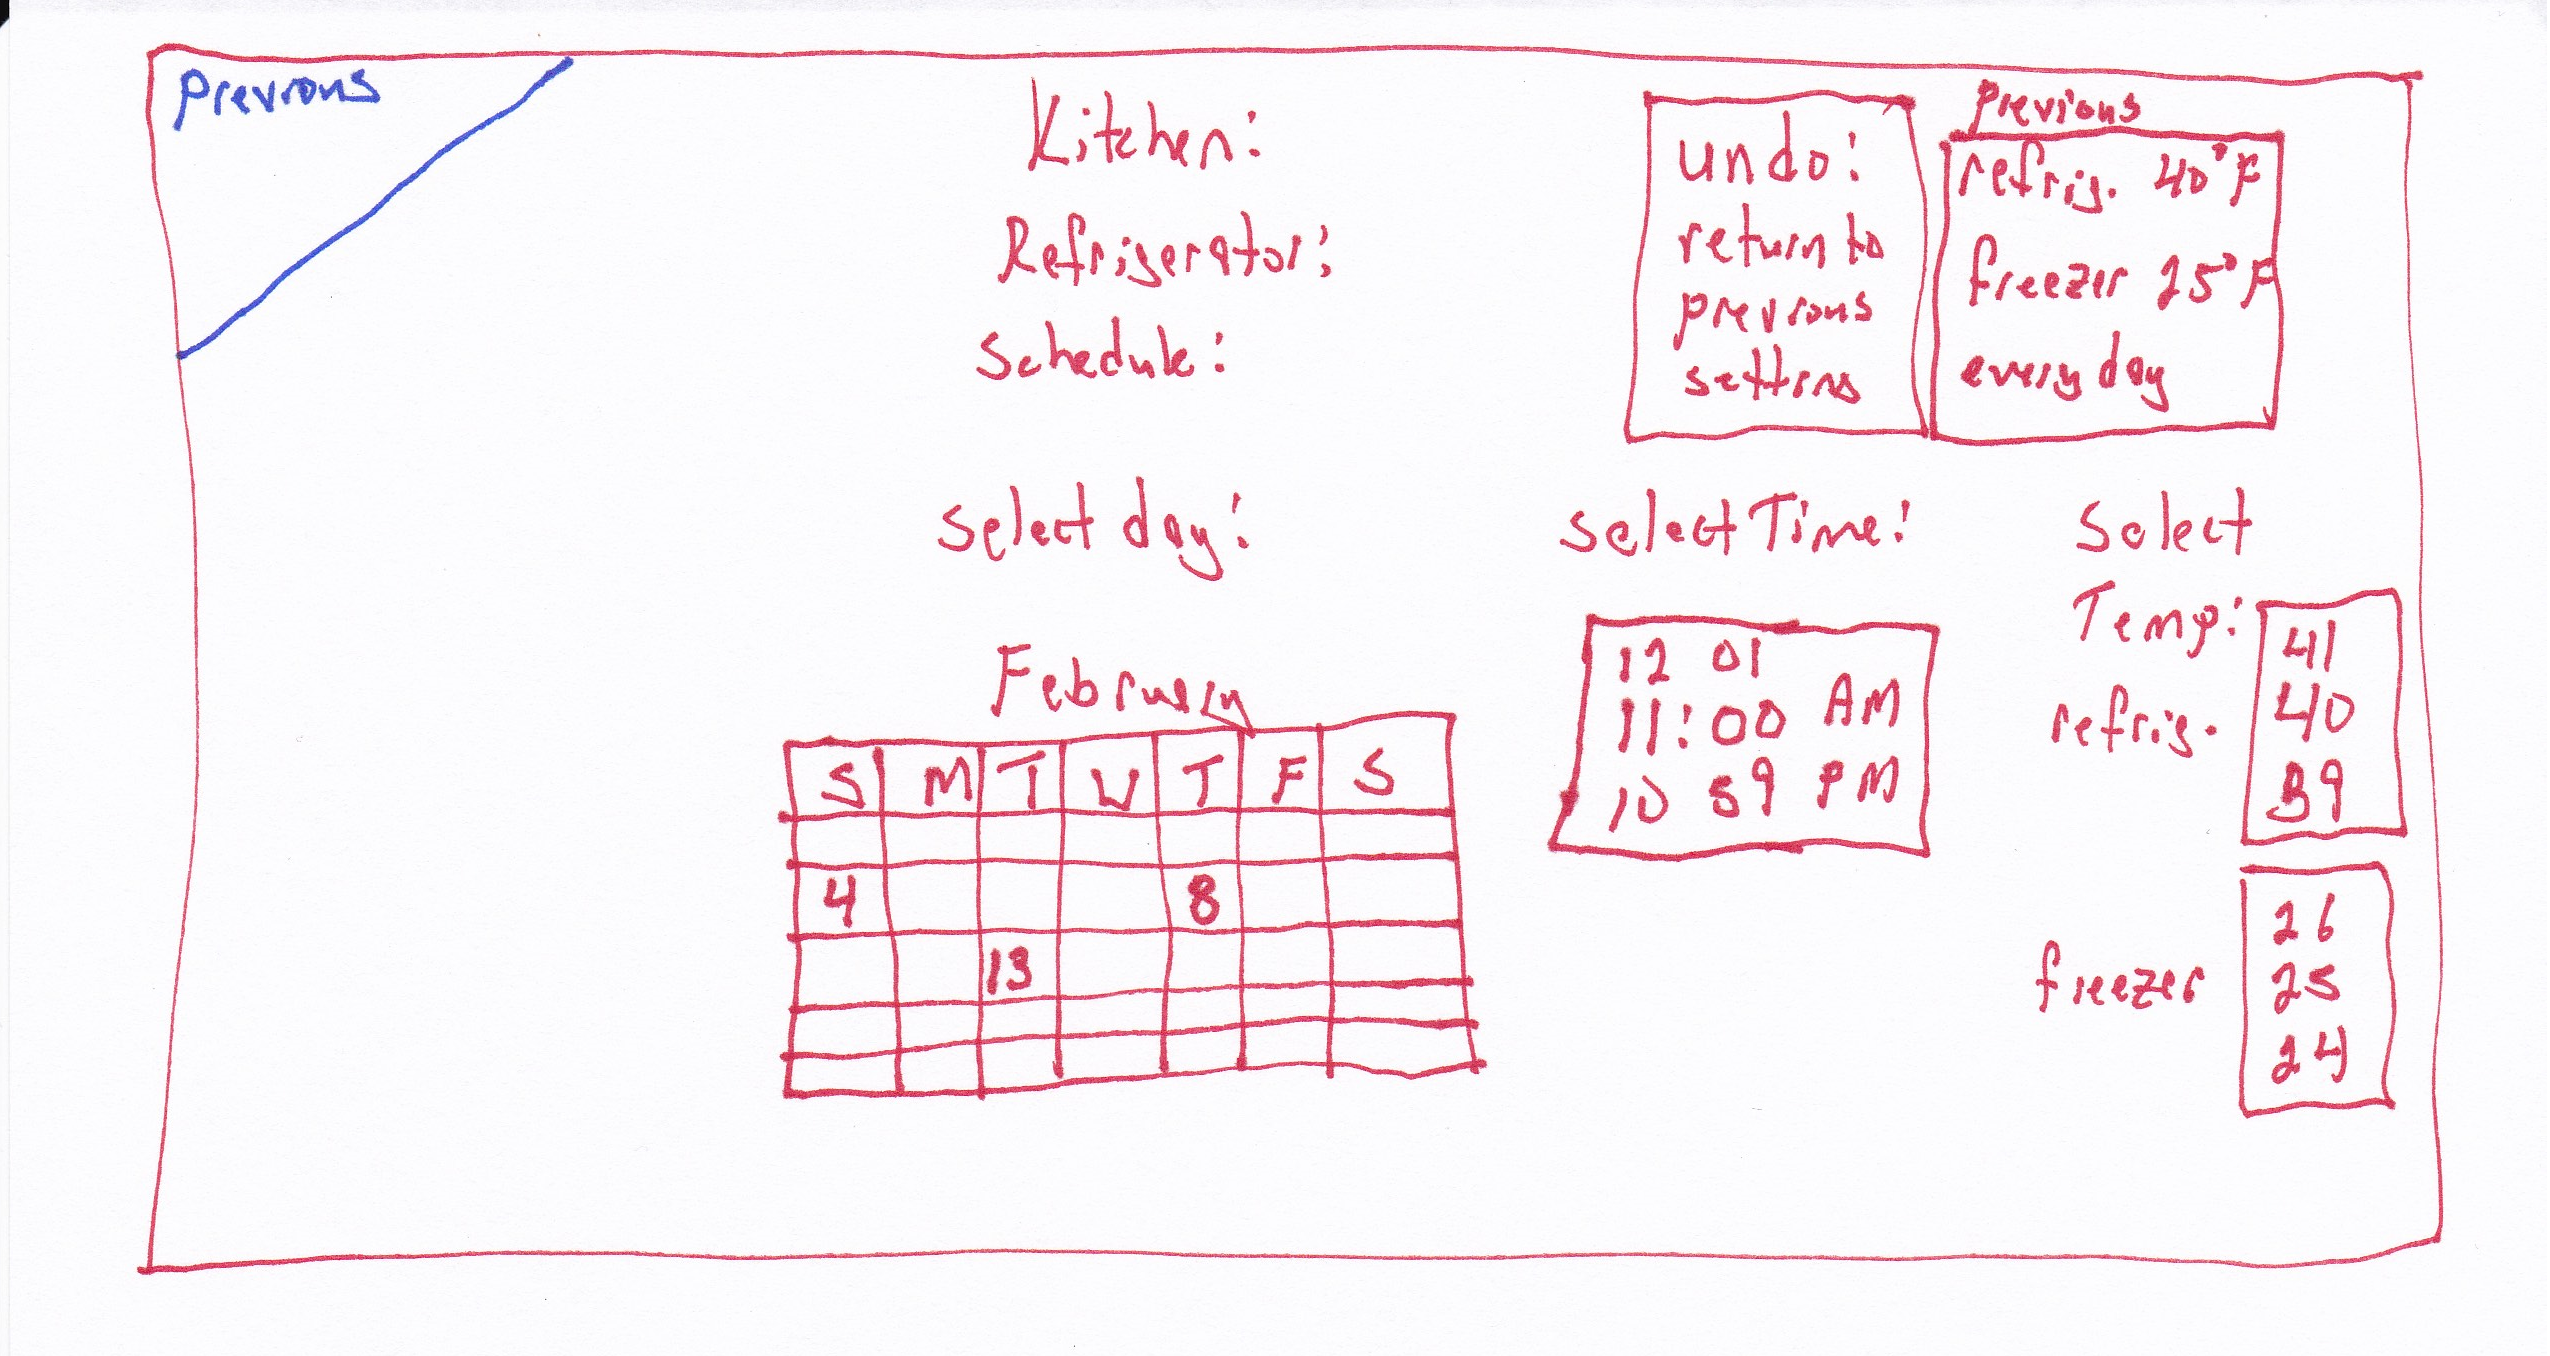 previous
Kitchen:
Refrigerator:
Schedule:
undo:
return to
previous
setting
previous
refrig. 40°F
freezer 25°F
every day
select day:
February
S M T W T F S
4 8
13
select Time:
12 01
11:00 AM
10 59 PM
Select
Temp:
refrig.
41
40
39
freezer
26
25
24